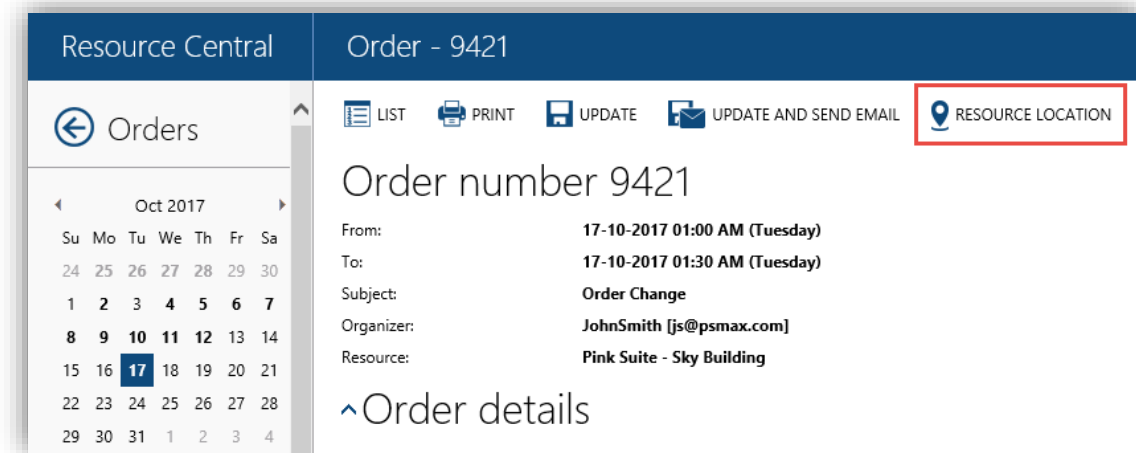 Resource Central
Order - 9421
Orders
LIST PRINT UPDATE UPDATE AND SEND EMAIL RESOURCE LOCATION
Order number 9421
Oct 2017
Su Mo Tu We Th Fr Sa
24 25 26 27 28 29 30
1 2 3 4 5 6 7
8 9 10 11 12 13 14
15 16 17 18 19 20 21
22 23 24 25 26 27 28
29 30 31 1 2 3 4
From: 17-10-2017 01:00 AM (Tuesday)
To: 17-10-2017 01:30 AM (Tuesday)
Subject: Order Change
Organizer: JohnSmith [js@psmax.com]
Resource: Pink Suite - Sky Building
Order details